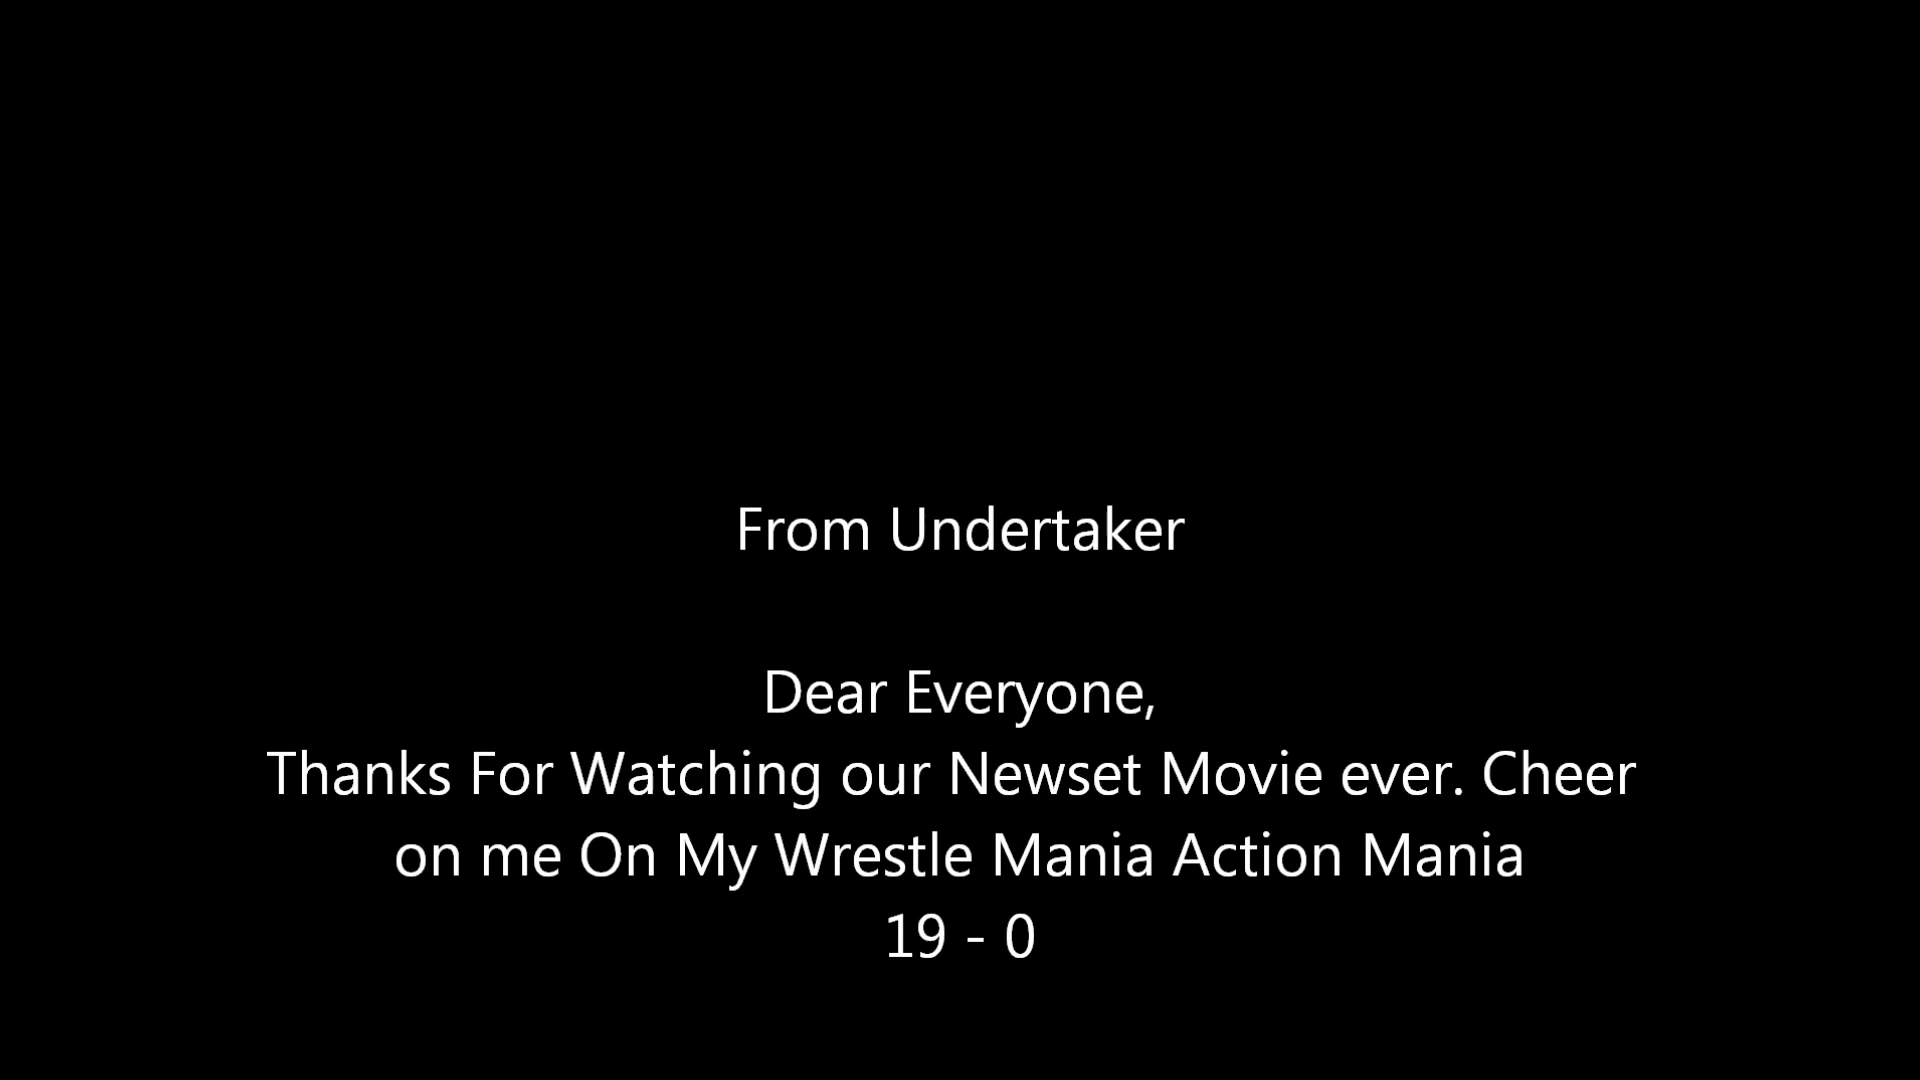 From Undertaker
Dear Everyone,
Thanks For Watching our Newset Movie ever. Cheer
on me On My Wrestle Mania Action Mania
19 - 0